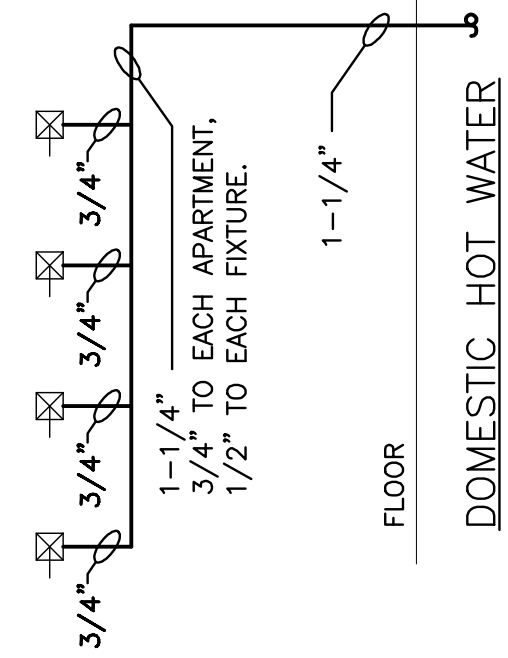 3/4"
3/4"
3/4"
3/4"
1-1/4"
3/4" TO EACH APARTMENT,
1/2" TO EACH FIXTURE.
1-1/4"
FLOOR
DOMESTIC HOT WATER